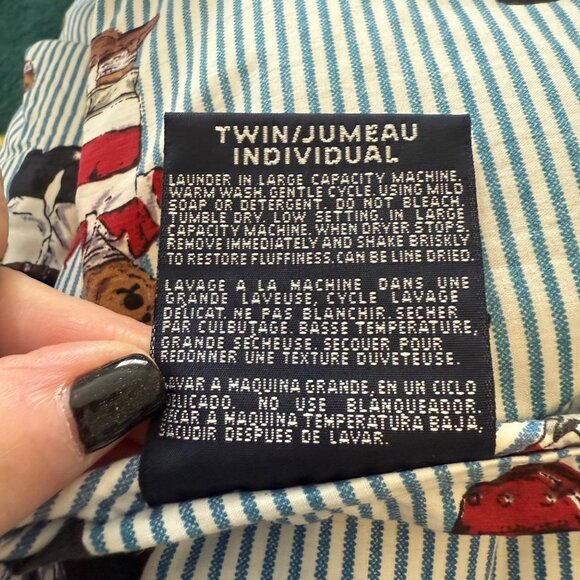 TWIN/JUMEAU
INDIVIDUAL
LAUNDER IN LARGE CAPACITY MACHINE.
WARM WASH. GENTLE CYCLE. USING MILD
SOAP OR DETERGENT. DO NOT BLEACH.
TUMBLE DRY. LOW SETTING. IN LARGE
CAPACITY MACHINE. WHEN DRYER STOPS,
REMOVE IMMEDIATELY AND SHAKE BRISKLY
TO RESTORE FLUFFINESS. CAN BE LINE DRIED.
LAVAGE A LA MACHINE DANS UNE
GRANDE LAVEUSE, CYCLE LAVAGE
DÉLICAT. NE PAS BLANCHIR. SÉCHER
PAR CULBUTAGE. BASSE TEMPÉRATURE,
GRANDE SÉCHEUSE. SECOUER POUR
REDONNER UNE TEXTURE DUVETEUSE.
LAVAR A MAQUINA GRANDE, EN UN CICLO
DELICADO. NO USE BLANQUEADOR.
SECAR A MAQUINA TEMPERATURA BAJA,
SACUDIR DESPUES DE LAVAR.